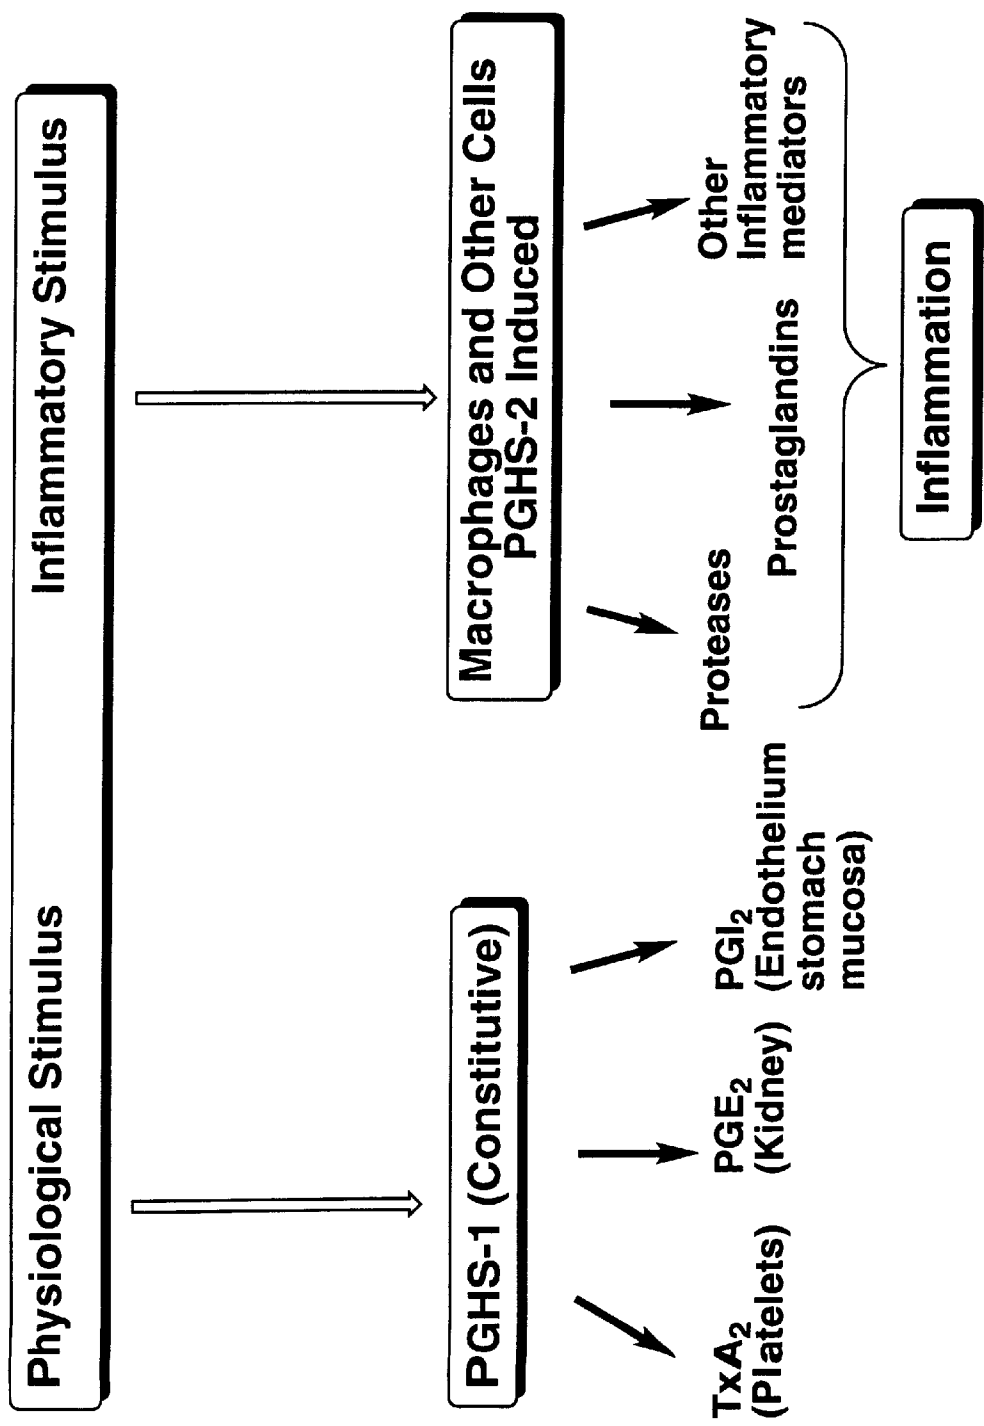 Physiological Stimulus
Inflammatory Stimulus
PGHS-1 (Constitutive)
Macrophages and Other Cells
PGHS-2 Induced
TxA₂
(Platelets)
PGE₂
(Kidney)
PGI₂
(Endothelium
stomach
mucosa)
Proteases
Prostaglandins
Other
Inflammatory
mediators
Inflammation